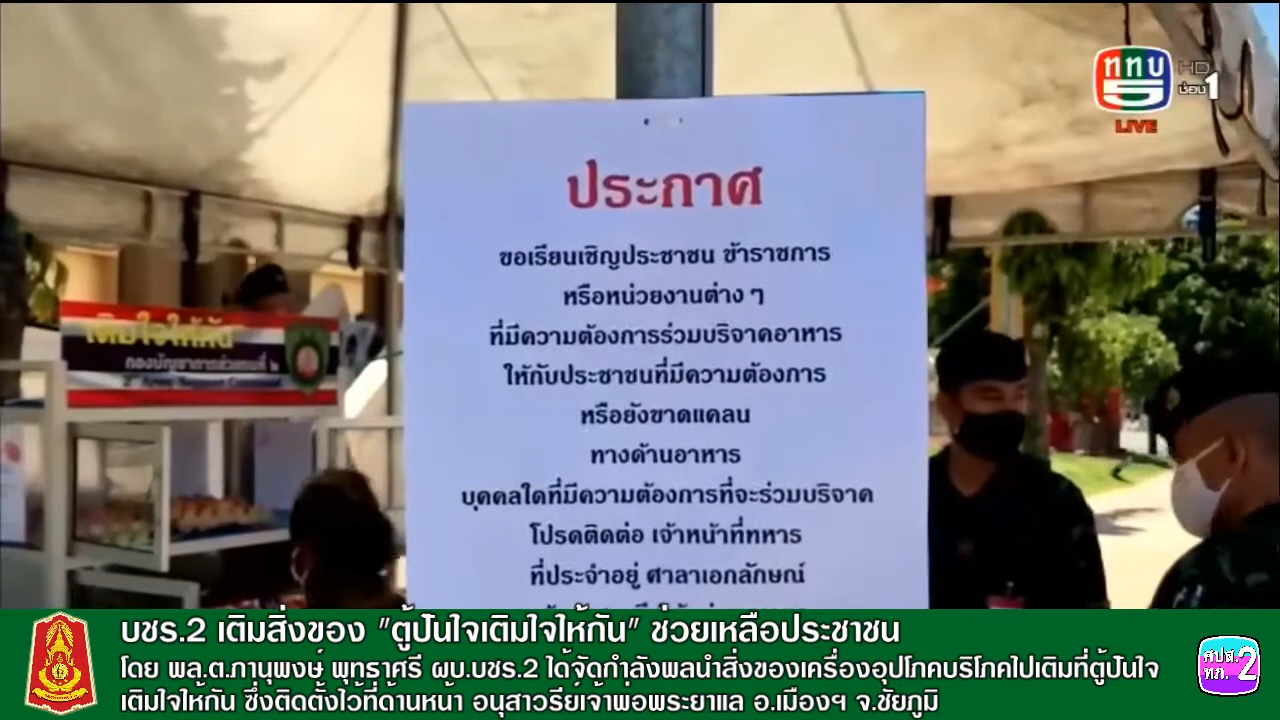 ททบ
5
HD
ช่อง1
LIVE
ประกาศ
ขอเรียนเชิญประชาชน ข้าราชการ
หรือหน่วยงานต่าง ๆ
ที่มีความต้องการร่วมบริจาคอาหาร
ให้กับประชาชนที่มีความต้องการ
หรือยังขาดแคลน
ทางด้านอาหาร
บุคคลใดที่มีความต้องการที่จะร่วมบริจาค
โปรดติดต่อ เจ้าหน้าที่ทหาร
ที่ประจำอยู่ ศาลาเอกลักษณ์
เติมใจให้กัน
กองบัญชาการช่วยรบที่ ๒
บชร.2 เติมสิ่งของ "ตู้ปันใจเติมใจให้กัน" ช่วยเหลือประชาชน
โดย พล.ต.ภานุพงษ์ พุทธาศรี ผบ.บชร.2 ได้จัดกำลังพลนำสิ่งของเครื่องอุปโภคบริโภคไปเติมที่ตู้ปันใจ
เติมใจให้กัน ซึ่งติดตั้งไว้ที่ด้านหน้า อนุสาวรีย์เจ้าพ่อพระยาแล อ.เมืองฯ จ.ชัยภูมิ
ศปส.
ทภ.2